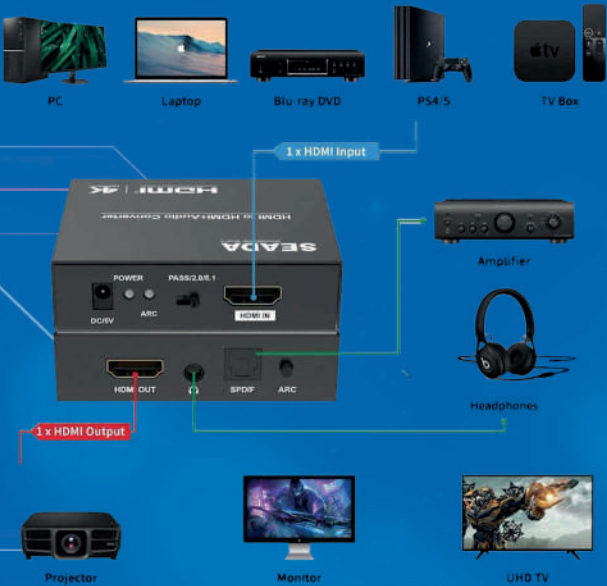 PC
Laptop
Blu-ray DVD
PS4/5
TV Box
tv
1 x HDMI Input
HDMI | 4K
HDMI to HDMI+Audio Converter
SEADA
POWER
PASS/2.0/5.1
DC/5V
ARC
HDMI IN
HDMI OUT
SPDIF
ARC
Amplifier
Headphones
1 x HDMI Output
Projector
Monitor
UHD TV